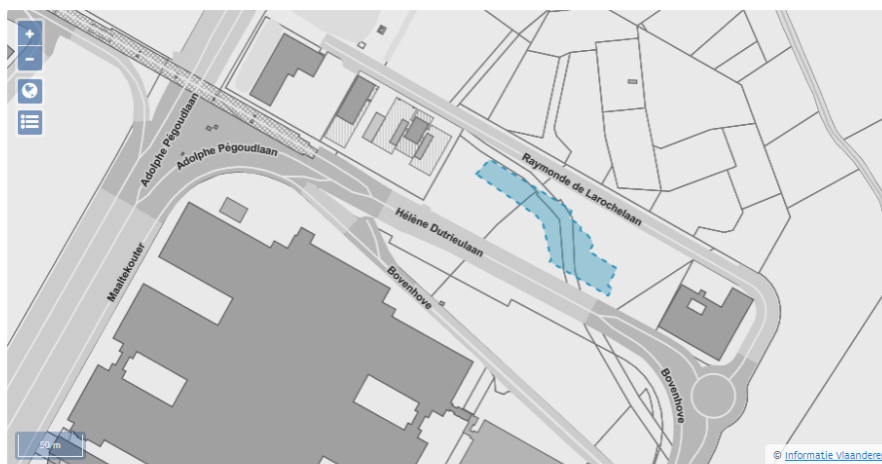 +
−
Adolphe Pégoudlaan
Adolphe Pégoudlaan
Raymonde de Larochelaan
Hélène Dutrieulaan
Maaltekouter
Bovenhove
Bovenhove
50 m
© Informatie Vlaanderen